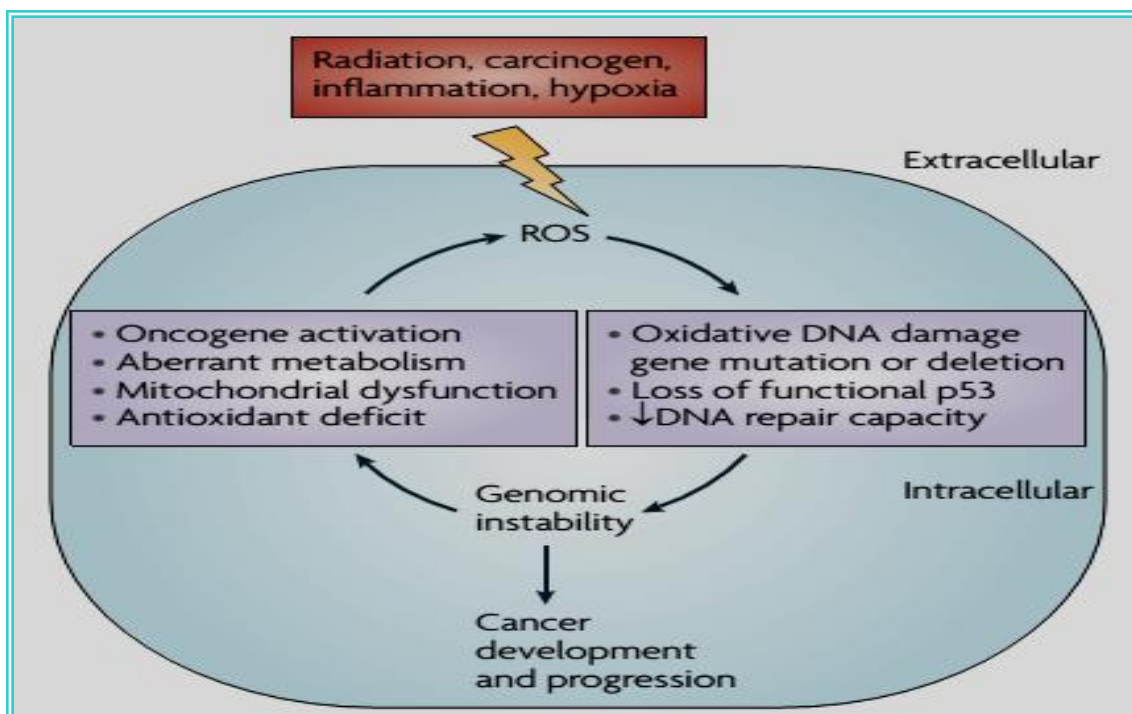 Radiation, carcinogen,
inflammation, hypoxia
Extracellular
ROS
• Oncogene activation
• Aberrant metabolism
• Mitochondrial dysfunction
• Antioxidant deficit
• Oxidative DNA damage
gene mutation or deletion
• Loss of functional p53
• ↓DNA repair capacity
Genomic
instability
Intracellular
Cancer
development
and progression